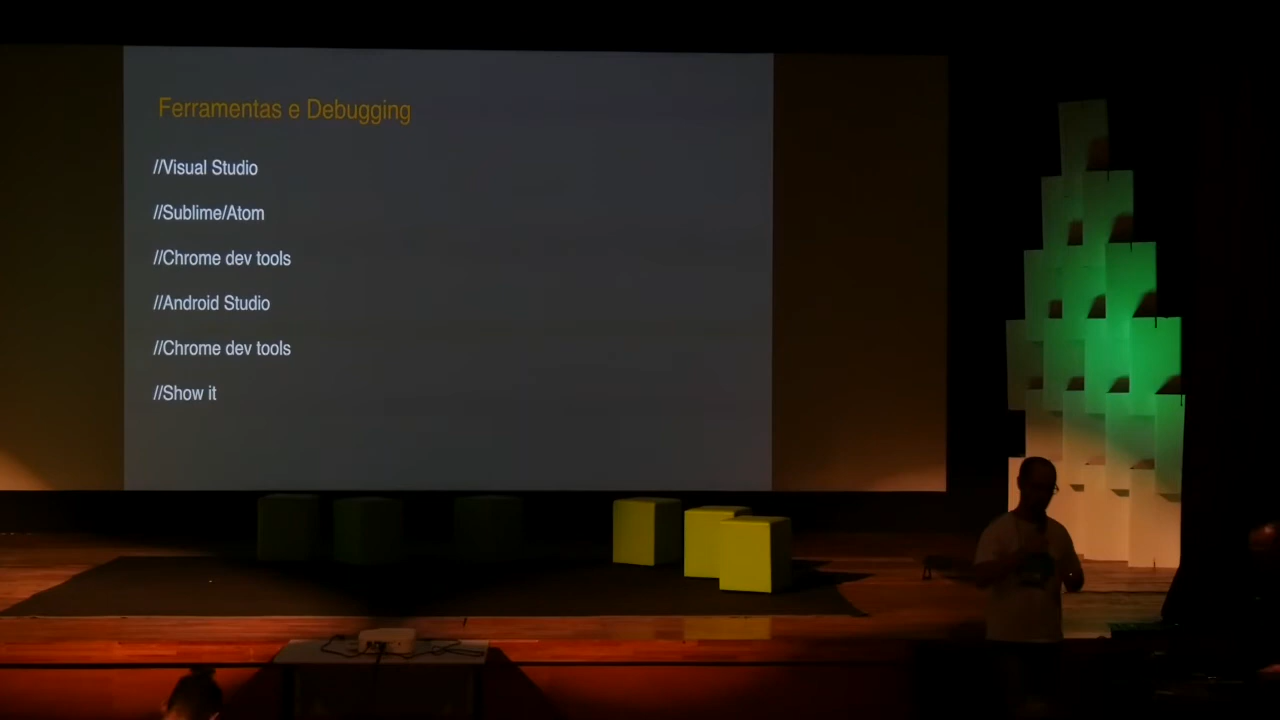 Ferramentas e Debugging
//Visual Studio
//Sublime/Atom
//Chrome dev tools
//Android Studio
//Chrome dev tools
//Show it